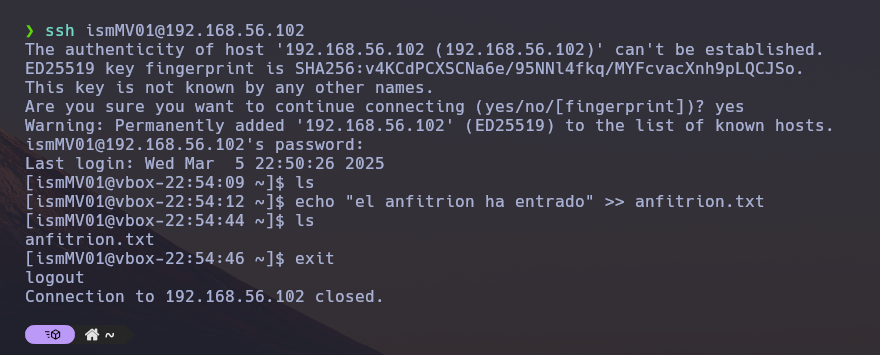 ❯ ssh ismMV01@192.168.56.102
The authenticity of host '192.168.56.102 (192.168.56.102)' can't be established.
ED25519 key fingerprint is SHA256:v4KCdPCXSCNa6e/95NNl4fkq/MYFcvacXnh9pLQCJSo.
This key is not known by any other names.
Are you sure you want to continue connecting (yes/no/[fingerprint])? yes
Warning: Permanently added '192.168.56.102' (ED25519) to the list of known hosts.
ismMV01@192.168.56.102's password:
Last login: Wed Mar  5 22:50:26 2025
[ismMV01@vbox-22:54:09 ~]$ ls
[ismMV01@vbox-22:54:12 ~]$ echo "el anfitrion ha entrado" >> anfitrion.txt
[ismMV01@vbox-22:54:44 ~]$ ls
anfitrion.txt
[ismMV01@vbox-22:54:46 ~]$ exit
logout
Connection to 192.168.56.102 closed.
~